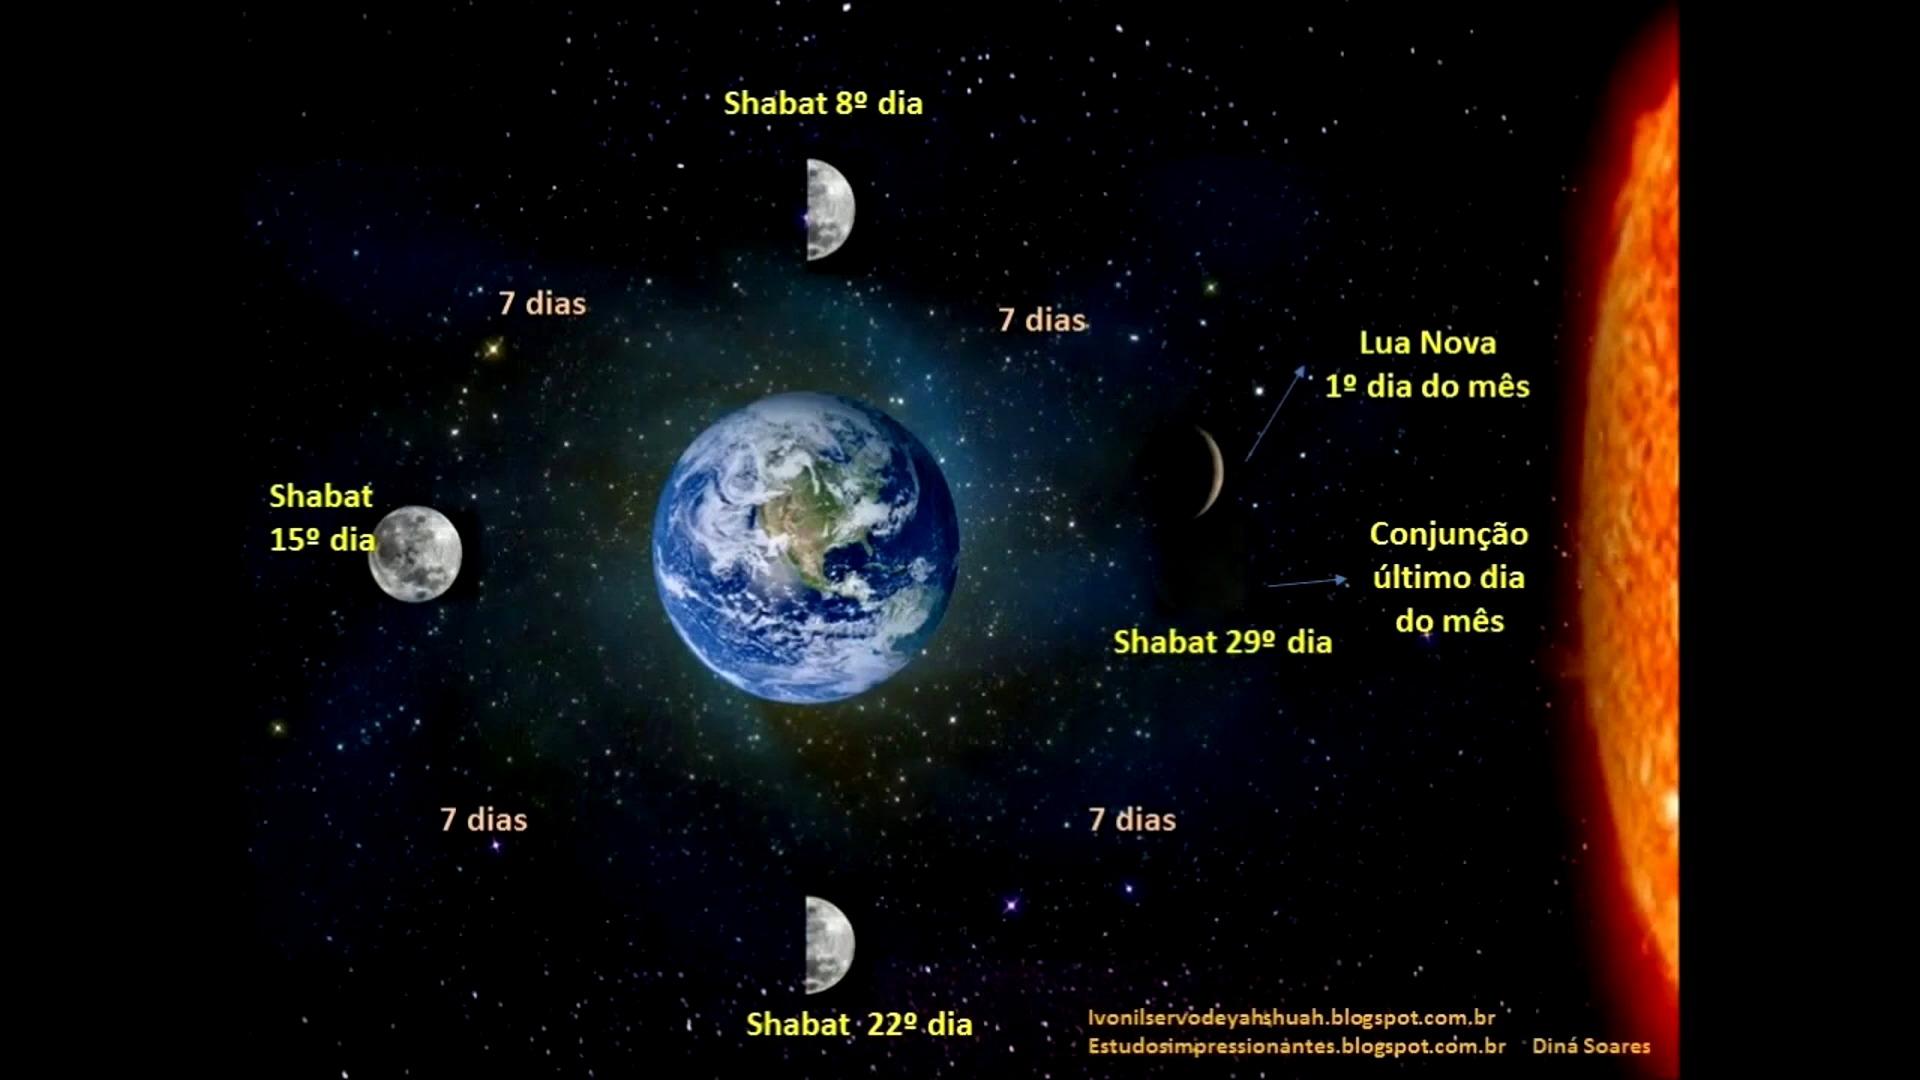 Shabat 8º dia
7 dias
7 dias
Lua Nova
1º dia do mês
Shabat
15º dia
Conjunção
último dia
do mês
Shabat 29º dia
7 dias
7 dias
Shabat 22º dia
Ivonilservodeyahshuah.blogspot.com.br
Estudosimpressionantes.blogspot.com.br Diná Soares